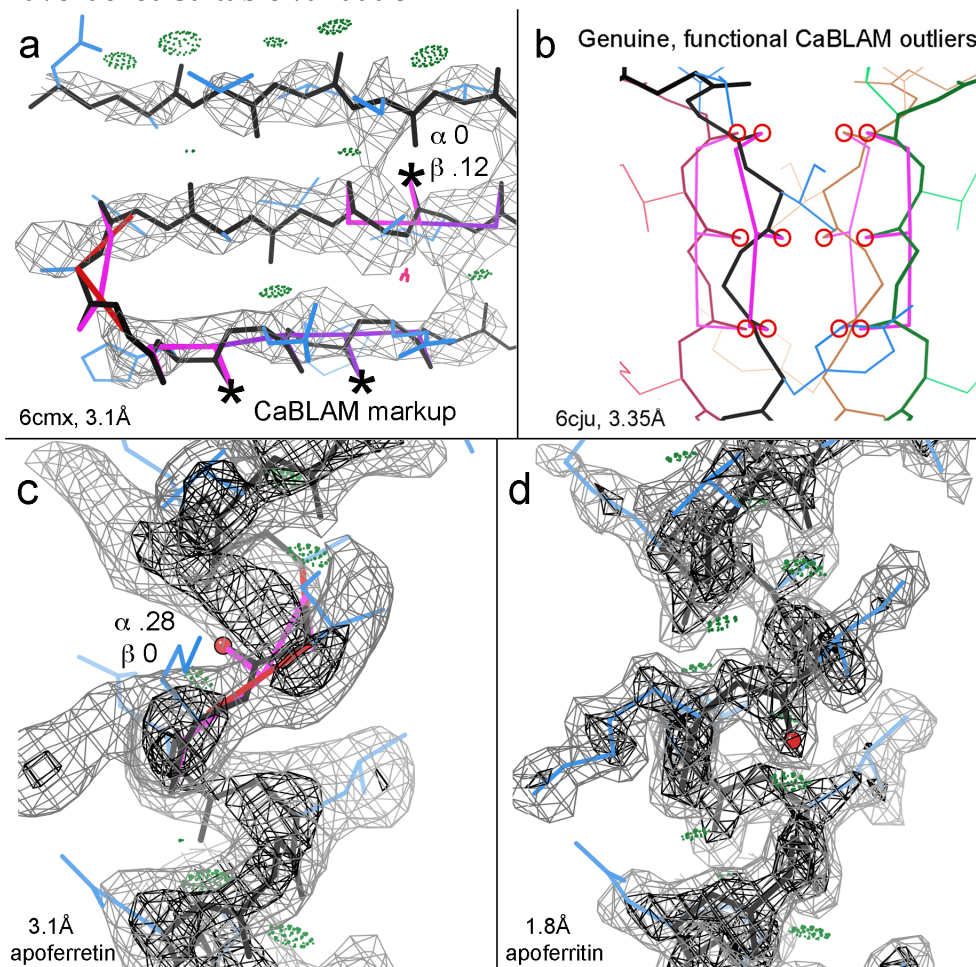 a
α 0
β .12
*
* *
CaBLAM markup
6cmx, 3.1Å
b
Genuine, functional CaBLAM outliers
6cju, 3.35Å
c
α .28
β 0
3.1Å
apoferretin
d
1.8Å
apoferritin